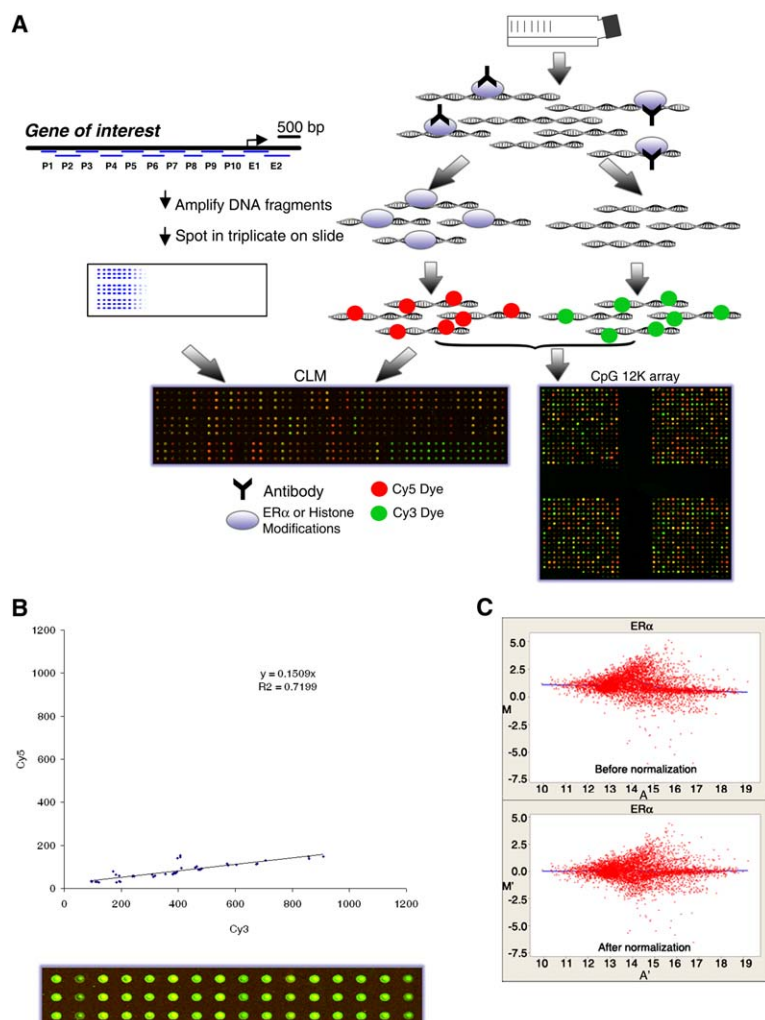 A
Gene of interest
500 bp
P1 P2 P3 P4 P5 P6 P7 P8 P9 P10 E1 E2
Amplify DNA fragments
Spot in triplicate on slide
CLM
CpG 12K array
Antibody
ERα or Histone
Modifications
Cy5 Dye
Cy3 Dye
B
1200
1000
800
600
400
200
0
Cy5
y = 0.1509x
R2 = 0.7199
0 200 400 600 800 1000 1200
Cy3
C
ERα
5.0
2.5
0.0
M
-2.5
-5.0
-7.5
Before normalization
10 11 12 13 14 15 16 17 18 19
A
ERα
5.0
2.5
0.0
M'
-2.5
-5.0
-7.5
After normalization
10 11 12 13 14 15 16 17 18 19
A'